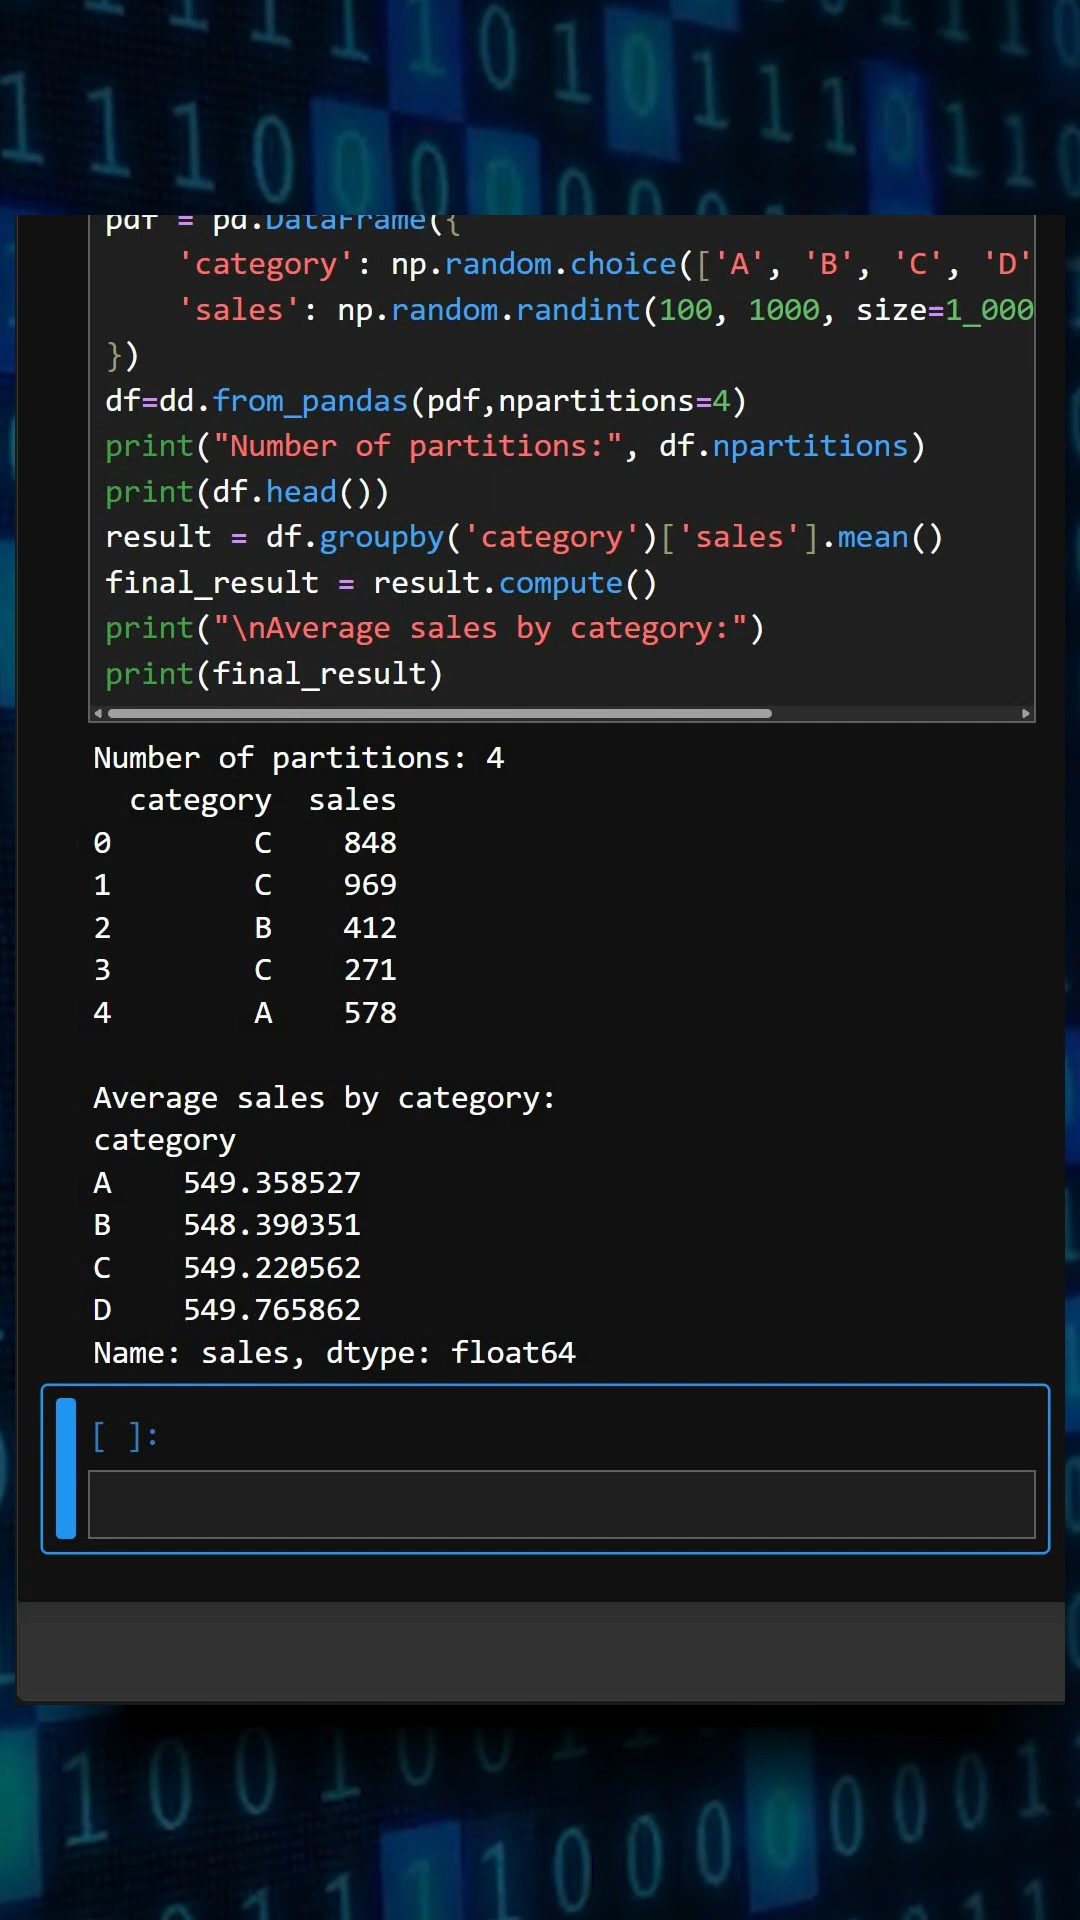 pdf = pd.DataFrame({
'category': np.random.choice(['A', 'B', 'C', 'D'
'sales': np.random.randint(100, 1000, size=1_000
})
df=dd.from_pandas(pdf,npartitions=4)
print("Number of partitions:", df.npartitions)
print(df.head())
result = df.groupby('category')['sales'].mean()
final_result = result.compute()
print("\nAverage sales by category:")
print(final_result)
Number of partitions: 4
category sales
0 C 848
1 C 969
2 B 412
3 C 271
4 A 578
Average sales by category:
category
A 549.358527
B 548.390351
C 549.220562
D 549.765862
Name: sales, dtype: float64
[ ]: